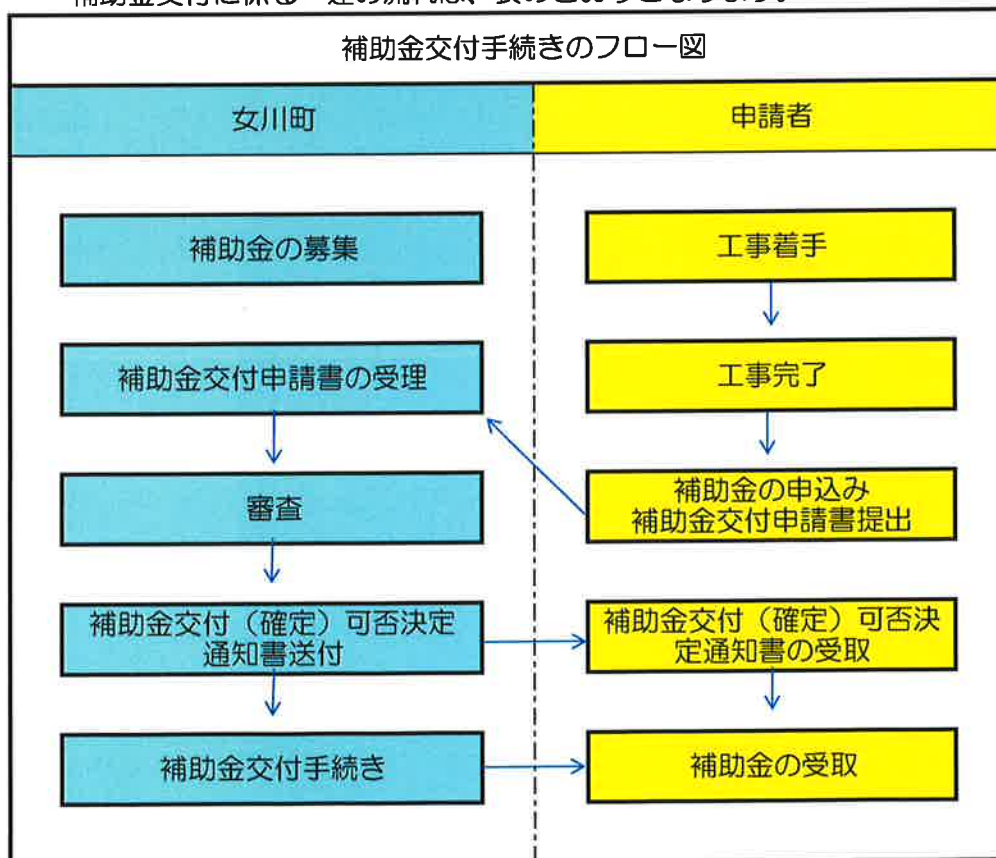 補助金交付手続きのフロー図
女川町
申請者
補助金の募集
工事着手
補助金交付申請書の受理
工事完了
審査
補助金の申込み
補助金交付申請書提出
補助金交付（確定）可否決定
通知書送付
補助金交付（確定）可否決
定通知書の受取
補助金交付手続き
補助金の受取